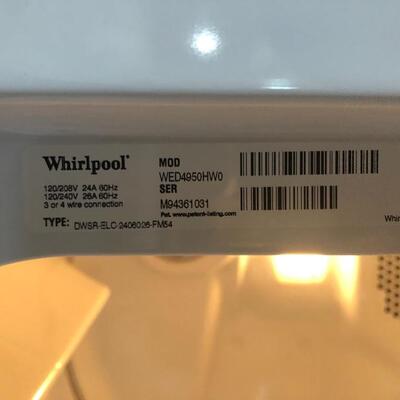 Whirlpool®
120/208V 24A 60Hz
120/240V 26A 60Hz
3 or 4 wire connection
TYPE: DWSR-ELC-2406026-FM54
MOD
WED4950HW0
SER
M94361031
Pat. www.patent-listing.com
Whir